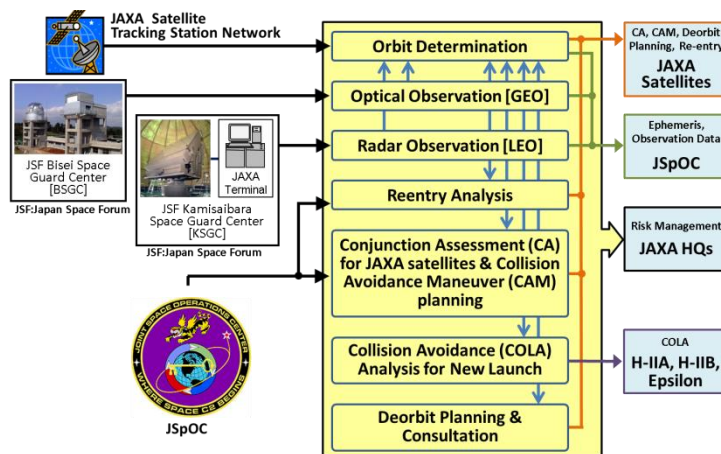 JAXA Satellite
Tracking Station Network
JSF Bisei Space
Guard Center
[BSGC]
JSF:Japan Space Forum
JAXA
Terminal
JSF Kamisaibara
Space Guard Center
[KSGC]
JSF:Japan Space Forum
JOINT SPACE OPERATIONS CENTER
WHERE SPACE C2 BEGINS
JSpOC
Orbit Determination
Optical Observation [GEO]
Radar Observation [LEO]
Reentry Analysis
Conjunction Assessment (CA)
for JAXA satellites & Collision
Avoidance Maneuver (CAM)
planning
Collision Avoidance (COLA)
Analysis for New Launch
Deorbit Planning &
Consultation
CA, CAM, Deorbit
Planning, Re-entry
JAXA
Satellites
Ephemeris,
Observation Data
JSpOC
Risk Management
JAXA HQs
COLA
H-IIA, H-IIB,
Epsilon